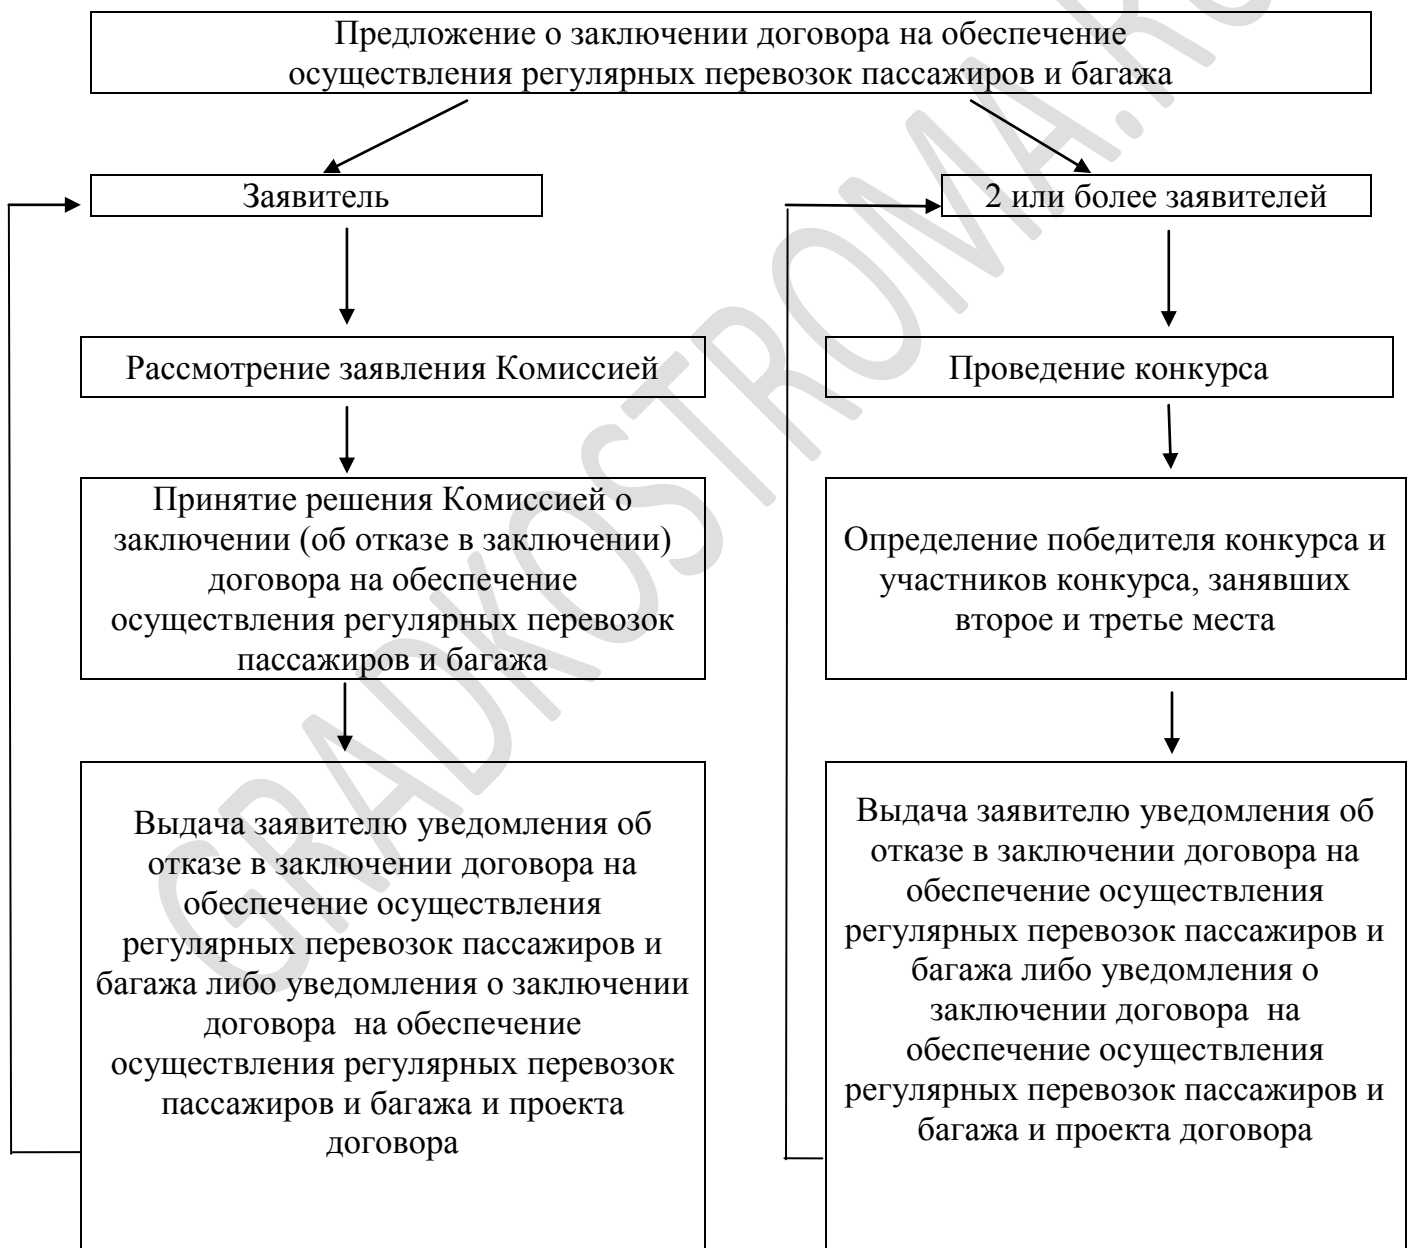 Предложение о заключении договора на обеспечение
осуществления регулярных перевозок пассажиров и багажа
Заявитель
2 или более заявителей
Рассмотрение заявления Комиссией
Проведение конкурса
Принятие решения Комиссией о
заключении (об отказе в заключении)
договора на обеспечение
осуществления регулярных перевозок
пассажиров и багажа
Определение победителя конкурса и
участников конкурса, занявших
второе и третье места
Выдача заявителю уведомления об
отказе в заключении договора на
обеспечение осуществления
регулярных перевозок пассажиров и
багажа либо уведомления о заключении
договора на обеспечение
осуществления регулярных перевозок
пассажиров и багажа и проекта
договора
Выдача заявителю уведомления об
отказе в заключении договора на
обеспечение осуществления
регулярных перевозок пассажиров и
багажа либо уведомления о
заключении договора на
обеспечение осуществления
регулярных перевозок пассажиров и
багажа и проекта договора
GRADKOSTROMA.RU